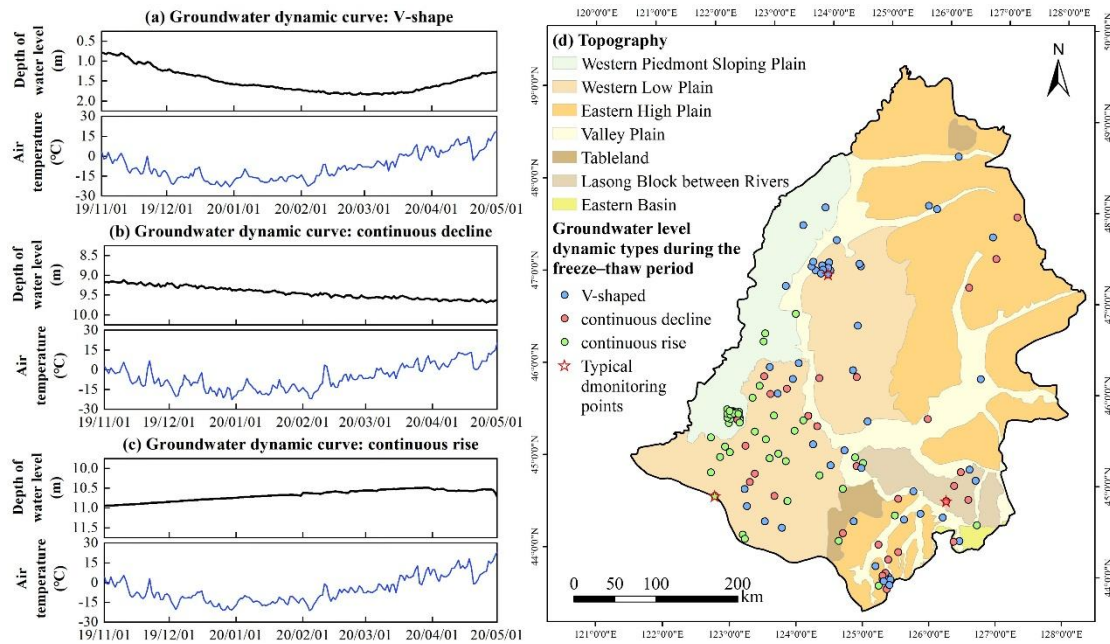 (a) Groundwater dynamic curve: V-shape
Depth of
water level
(m)
0.5
1.0
1.5
2.0
Air
temperature
(°C)
30
15
0
-15
-30
19/11/01 19/12/01 20/01/01 20/02/01 20/03/01 20/04/01 20/05/01
(b) Groundwater dynamic curve: continuous decline
Depth of
water level
(m)
8.5
9.0
9.5
10.0
Air
temperature
(°C)
30
15
0
-15
-30
19/11/01 19/12/01 20/01/01 20/02/01 20/03/01 20/04/01 20/05/01
(c) Groundwater dynamic curve: continuous rise
Depth of
water level
(m)
10.0
10.5
11.0
11.5
Air
temperature
(°C)
30
15
0
-15
-30
19/11/01 19/12/01 20/01/01 20/02/01 20/03/01 20/04/01 20/05/01
120°0'0"E 121°0'0"E 122°0'0"E 123°0'0"E 124°0'0"E 125°0'0"E 126°0'0"E 127°0'0"E
(d) Topography
Western Piedmont Sloping Plain
Western Low Plain
Eastern High Plain
Valley Plain
Tableland
Lasong Block between Rivers
Eastern Basin
Groundwater level
dynamic types during the
freeze–thaw period
V-shaped
continuous decline
continuous rise
Typical
dmonitoring
points
N
49°0'0"N
48°0'0"N
47°0'0"N
46°0'0"N
45°0'0"N
44°0'0"N
0 50 100 200
km
121°0'0"E 122°0'0"E 123°0'0"E 124°0'0"E 125°0'0"E 126°0'0"E 127°0'0"E 128°0'0"E